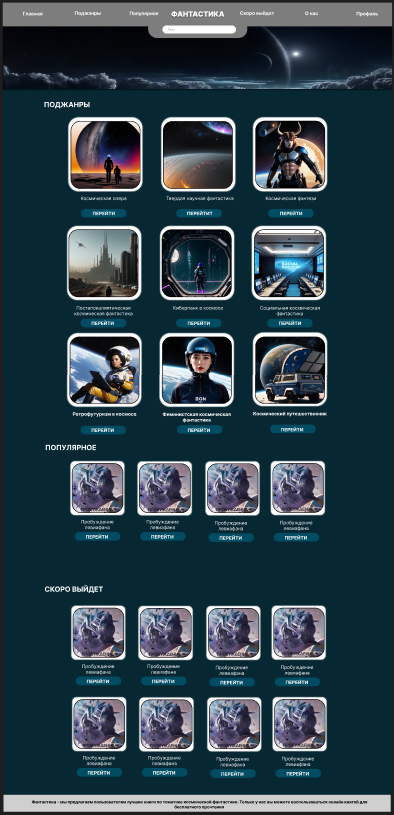 Главная Поджанры Популярное ФАНТАСТИКА Скоро выйдет О нас Профиль
ПОДЖАНРЫ
Космическая опера Твердая научная фантастика Космическая фэнтези
ПЕРЕЙТИ ПЕРЕЙТИТ ПЕРЕЙТИ
Постапокалиптическая Киберпанк в космосе Социальная космическая
космическая фантастика фантастика
ПЕРЕЙТИ ПЕРЕЙТИ ПЕРЕЙТИ
Ретрофутуризм в космосе Феминистская космическая Космический путешественник
фантастика
ПЕРЕЙТИ ПЕРЕЙТИ ПЕРЕЙТИ
ПОПУЛЯРНОЕ
Пробуждение Пробуждение Пробуждение Пробуждение
левиафана левиафана левиафана левиафана
ПЕРЕЙТИ ПЕРЕЙТИ ПЕРЕЙТИ ПЕРЕЙТИ
СКОРО ВЫЙДЕТ
Пробуждение Пробуждение Пробуждение Пробуждение
левиафана левиафана левиафана левиафана
ПЕРЕЙТИ ПЕРЕЙТИ ПЕРЕЙТИ ПЕРЕЙТИ
Пробуждение Пробуждение Пробуждение Пробуждение
левиафана левиафана левиафана левиафана
ПЕРЕЙТИ ПЕРЕЙТИ ПЕРЕЙТИ ПЕРЕЙТИ
Фантастика - мы предлагаем пользователям лучшие книги по тематике космической фантастики. Только у нас вы можете воспользоваться онлайн книгой для
бесплатного прочтения